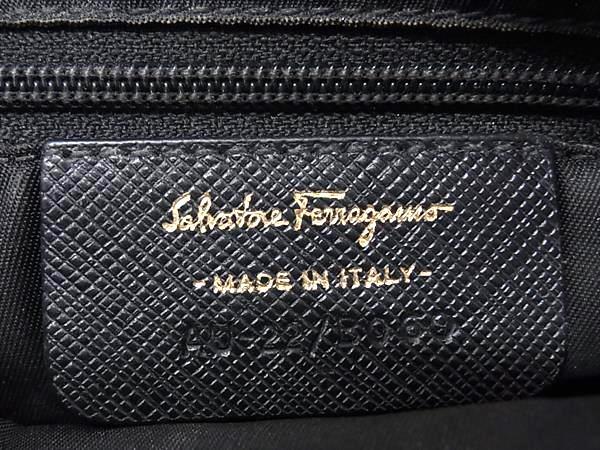 Salvatore Ferragamo
-MADE IN ITALY-